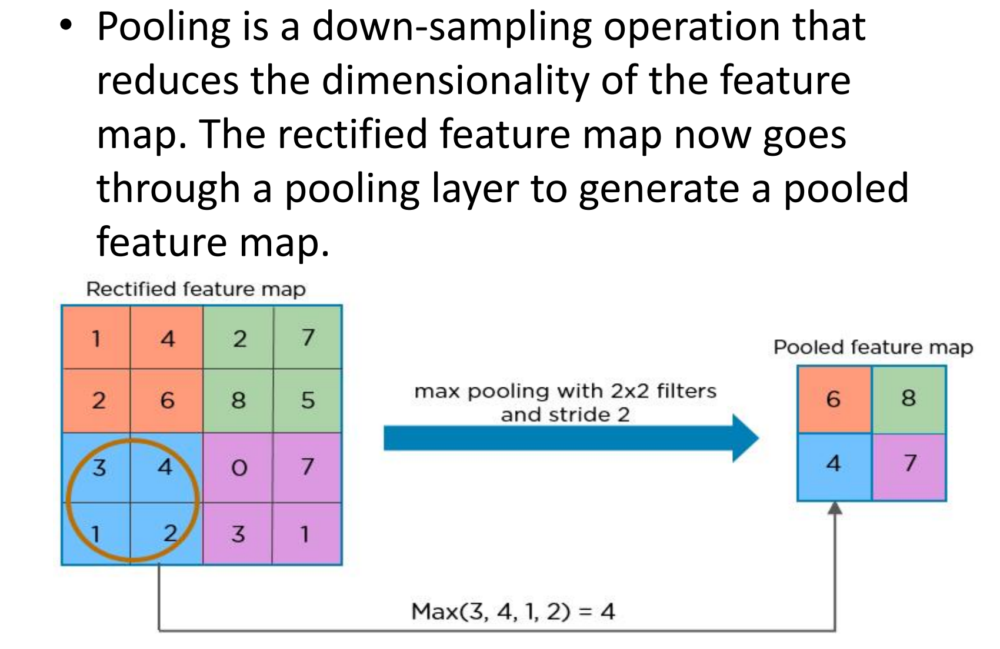 • Pooling is a down-sampling operation that
reduces the dimensionality of the feature
map. The rectified feature map now goes
through a pooling layer to generate a pooled
feature map.
Rectified feature map
1 4 2 7
2 6 8 5
3 4 0 7
1 2 3 1
max pooling with 2x2 filters
and stride 2
Pooled feature map
6 8
4 7
Max(3, 4, 1, 2) = 4